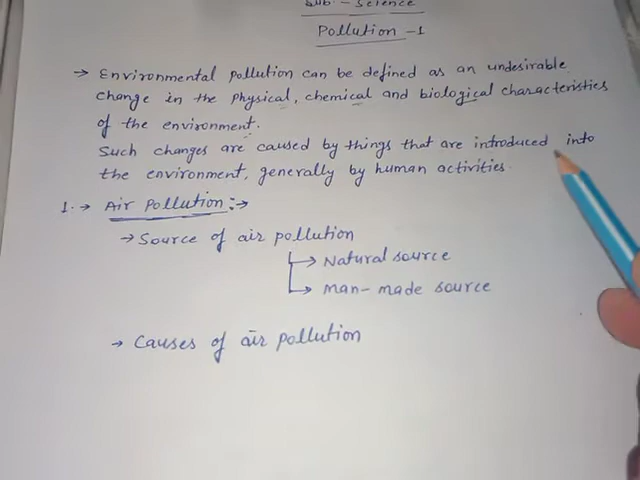 Sub - Science
Pollution -1
→ Environmental pollution can be defined as an undesirable
change in the physical, chemical and biological characteristics
of the environment.
Such changes are caused by things that are introduced into
the environment, generally by human activities.
1. → Air Pollution :→
→ Source of air pollution
→ Natural source
→ Man-made source
→ Causes of air pollution